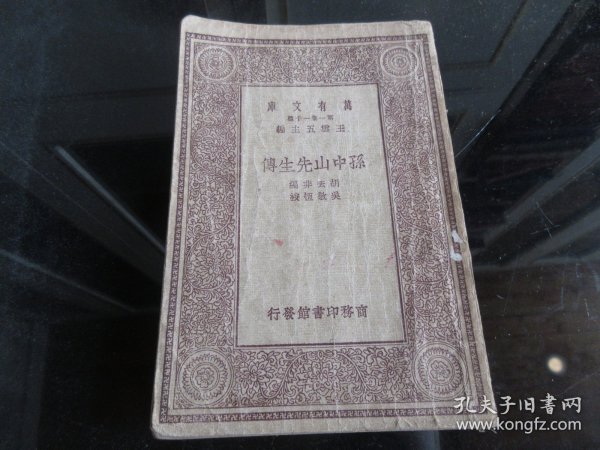 萬有文庫
第一集一千種
王雲五主編
孫中山先生傳
胡去非編
吳敬恆校
商務印書館發行
孔夫子旧书网
www.kongfz.com